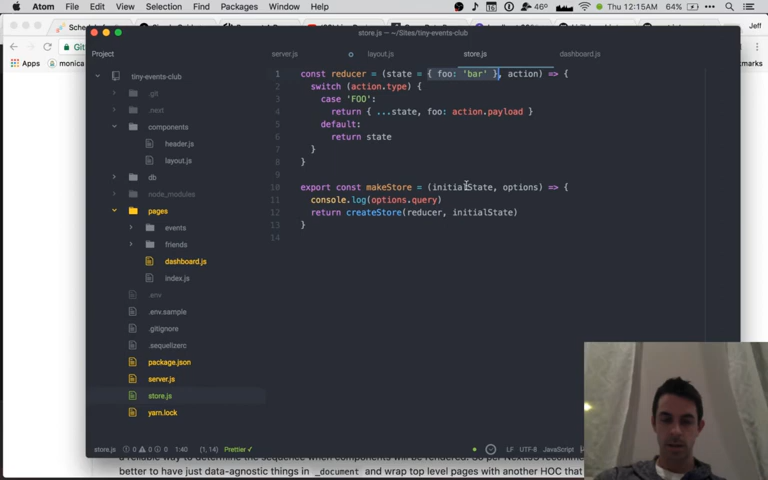 Atom File Edit View Selection Find Packages Window Help
46° Thu 12:15AM 64%
store.js — ~/Sites/tiny-events-club
Jeff
Apps
monica
Project
server.js layout.js store.js dashboard.js
tiny-events-club
.git
.next
components
header.js
layout.js
db
node_modules
pages
events
friends
dashboard.js
index.js
.env
.env.sample
.gitignore
.sequelizerc
package.json
server.js
store.js
yarn.lock
1 const reducer = (state = { foo: 'bar' }, action) => {
2 switch (action.type) {
3 case 'FOO':
4 return { ...state, foo: action.payload }
5 default:
6 return state
7 }
8 }
9
10 export const makeStore = (initialState, options) => {
11 console.log(options.query)
12 return createStore(reducer, initialState)
13 }
14
store.js 0 0 0 1:40 (1, 14) Prettier ✓ LF UTF-8 JavaScript
better to have just data-agnostic things in _document and wrap top level pages with another HOC that